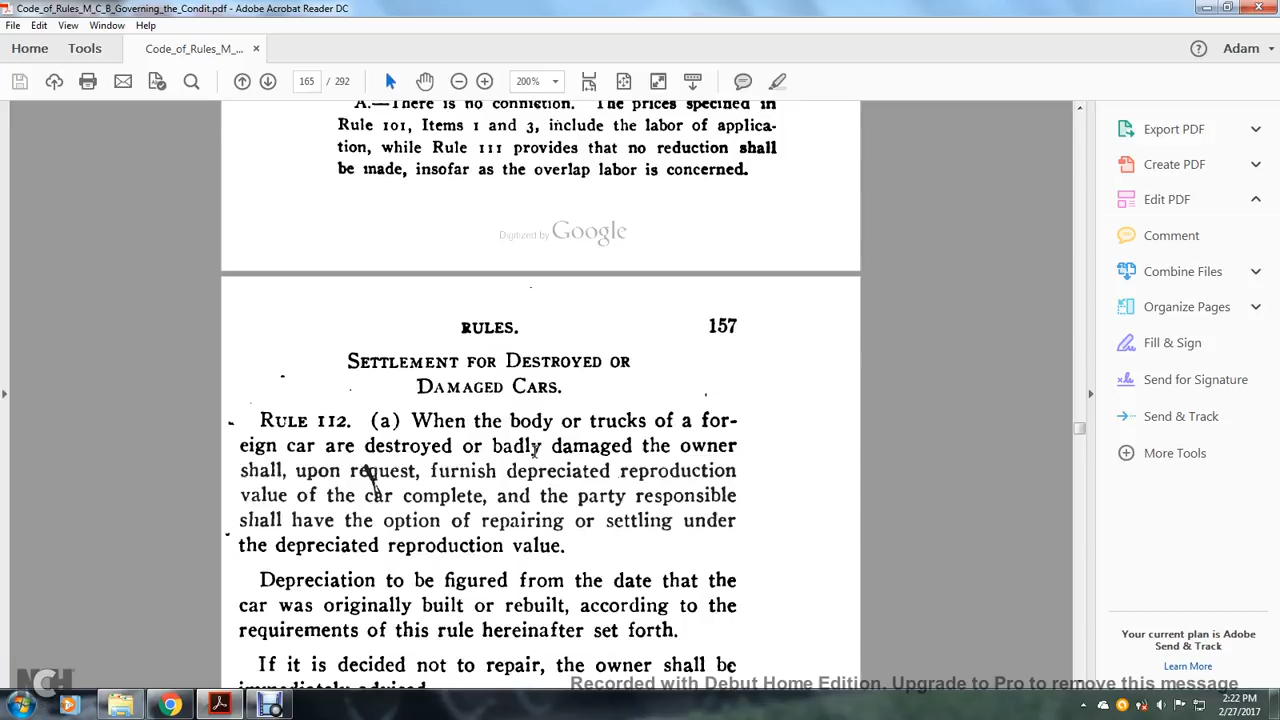 Code_of_Rules_M_C_B_Governing_the_Condit.pdf - Adobe Acrobat Reader DC
File Edit View Window Help
Home Tools Code_of_Rules_M_... × Adam
165 / 292 200%
A.—There is no conniction. The prices specined in
Rule 101, Items 1 and 3, include the labor of applica-
tion, while Rule 111 provides that no reduction shall
be made, insofar as the overlap labor is concerned.
Digitized by Google
RULES. 157
SETTLEMENT FOR DESTROYED OR
DAMAGED CARS.
RULE 112. (a) When the body or trucks of a for-
eign car are destroyed or badly damaged the owner
shall, upon request, furnish depreciated reproduction
value of the car complete, and the party responsible
shall have the option of repairing or settling under
the depreciated reproduction value.
Depreciation to be figured from the date that the
car was originally built or rebuilt, according to the
requirements of this rule hereinafter set forth.
If it is decided not to repair, the owner shall be
immediately advised.
Export PDF
Create PDF
Edit PDF
Comment
Combine Files
Organize Pages
Fill & Sign
Send for Signature
Send & Track
More Tools
Your current plan is Adobe
Send & Track
Learn More
NCH
Recorded with Debut Home Edition. Upgrade to Pro to remove this message
2:22 PM
2/27/2017